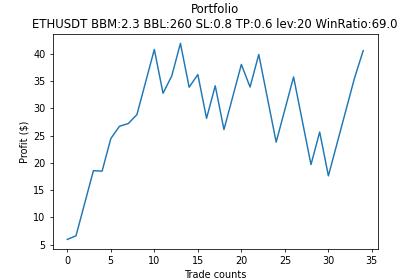 Portfolio
ETHUSDT BBM:2.3 BBL:260 SL:0.8 TP:0.6 lev:20 WinRatio:69.0
40
35
30
25
20
15
10
5
Profit ($)
0 5 10 15 20 25 30 35
Trade counts